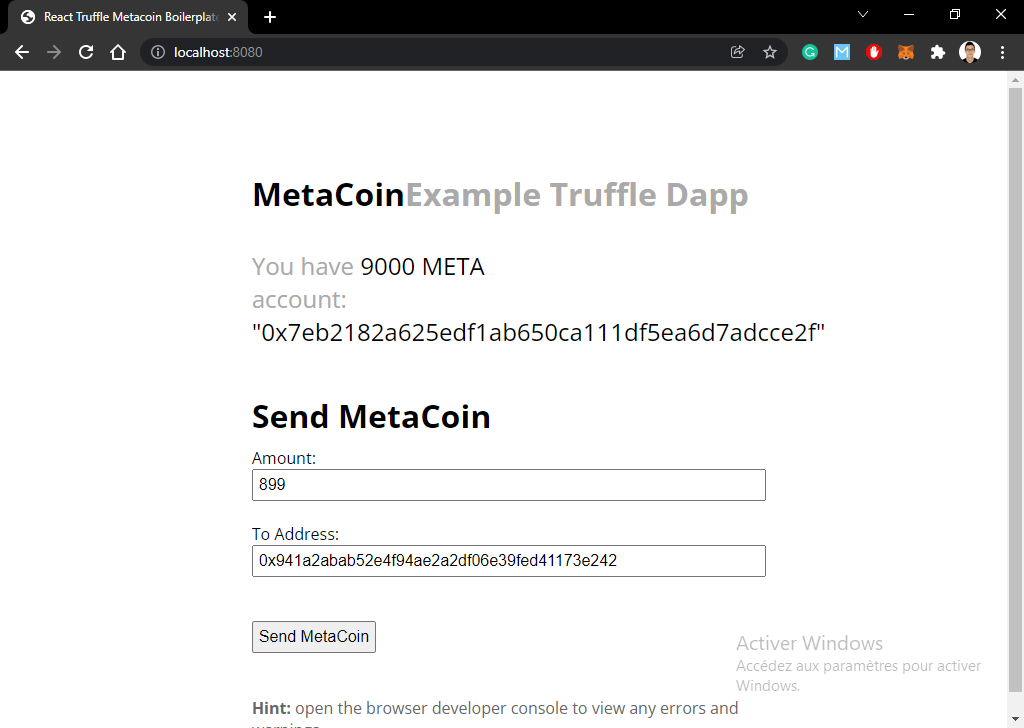 React Truffle Metacoin Boilerplate
localhost:8080
MetaCoinExample Truffle Dapp
You have 9000 META
account:
"0x7eb2182a625edf1ab650ca111df5ea6d7adcce2f"
Send MetaCoin
Amount:
899
To Address:
0x941a2abab52e4f94ae2a2df06e39fed41173e242
Send MetaCoin
Activer Windows
Accédez aux paramètres pour activer
Windows.
Hint: open the browser developer console to view any errors and
warnings